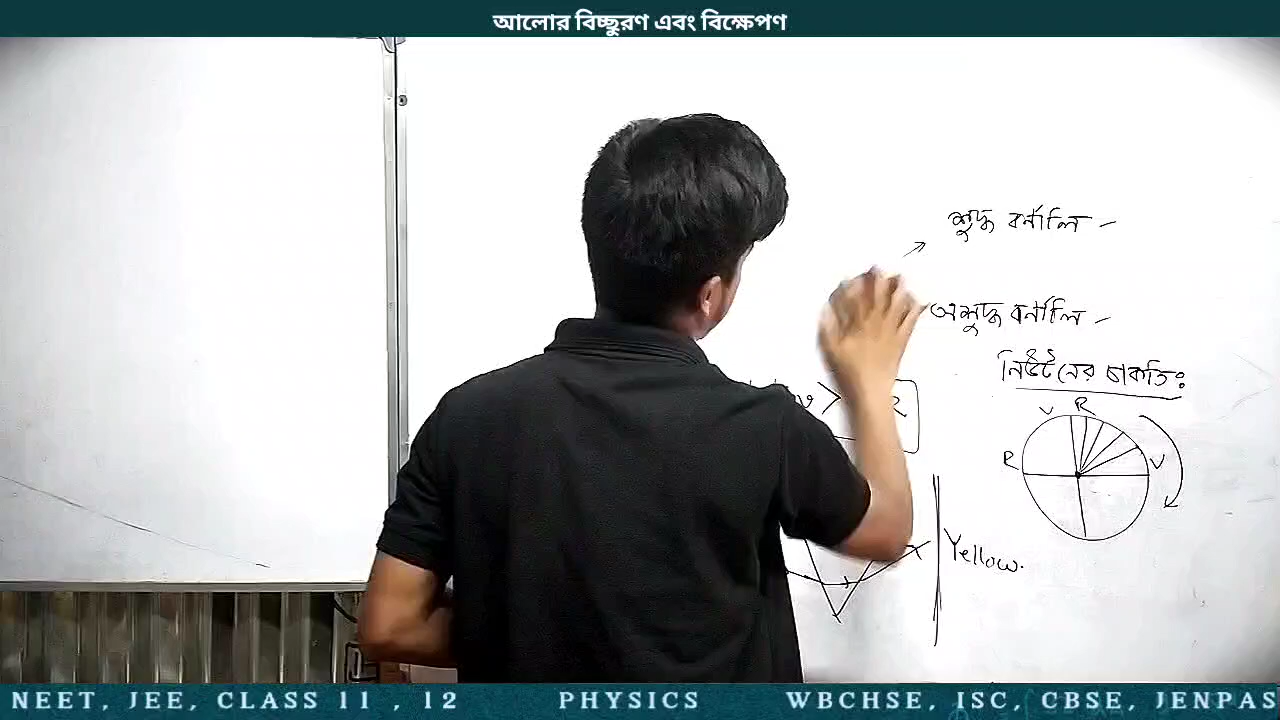 আলোর বিচ্ছুরণ এবং বিক্ষেপণ
শুদ্ধ বর্ণালি -
অশুদ্ধ বর্ণালি -
নিউটনের চাকতিঃ
V R
R V
Yellow.
NEET, JEE, CLASS 11 , 12 PHYSICS WBCHSE, ISC, CBSE, JENPAS